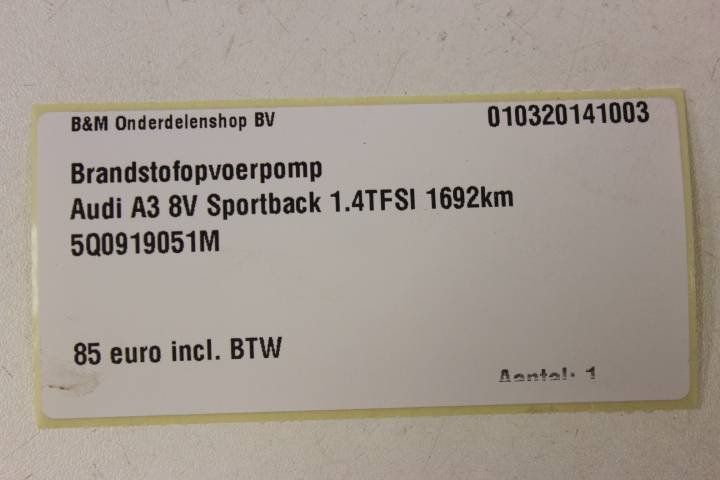 B&M Onderdelenshop BV
010320141003
Brandstofopvoerpomp
Audi A3 8V Sportback 1.4TFSI 1692km
5Q0919051M
85 euro incl. BTW
Aantal: 1